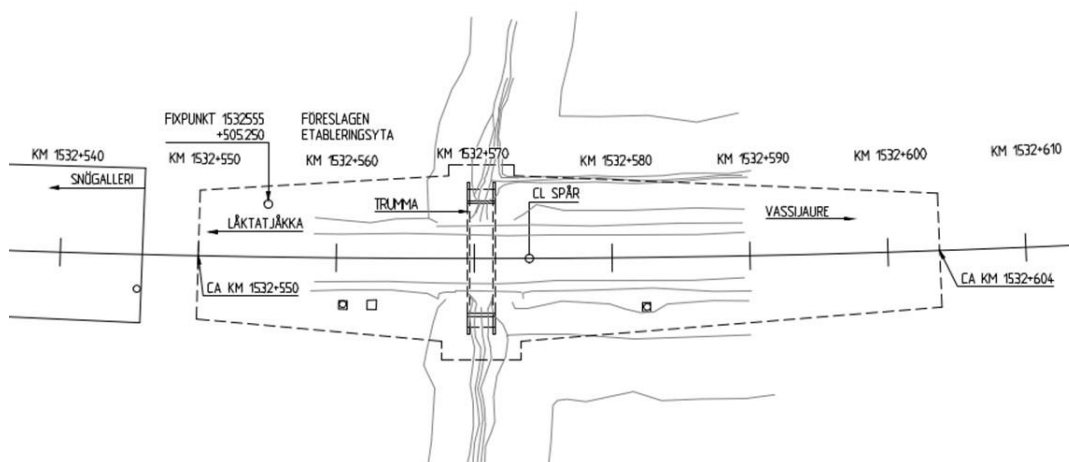 FIXPUNKT 1532555
+505.250
FÖRESLAGEN
ETABLERINGSYTA
KM 1532+540
KM 1532+550
KM 1532+560
KM 1532+570
KM 1532+580
KM 1532+590
KM 1532+600
KM 1532+610
SNÖGALLERI
TRUMMA
CL SPÅR
LÅKTATJÅKKA
VASSIJAURE
CA KM 1532+550
CA KM 1532+604